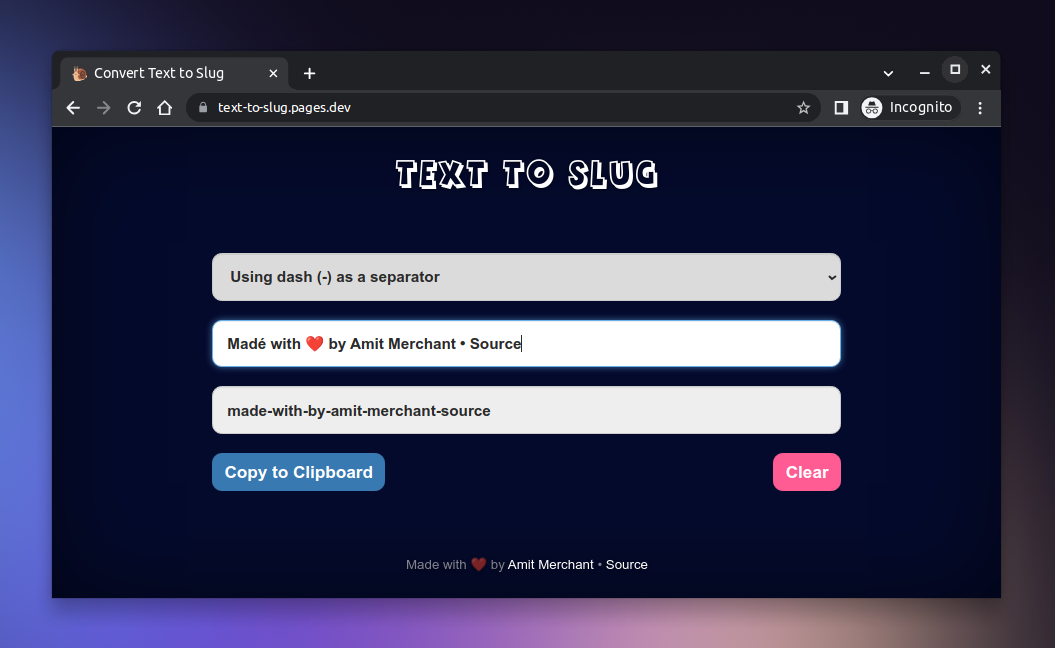 Convert Text to Slug
text-to-slug.pages.dev
Incognito
TEXT TO SLUG
Using dash (-) as a separator
Madé with ❤️ by Amit Merchant • Source
made-with-by-amit-merchant-source
Copy to Clipboard
Clear
Made with ❤️ by Amit Merchant • Source